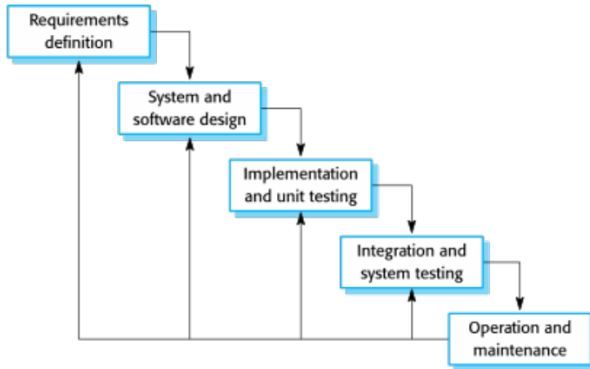 Requirements
definition
System and
software design
Implementation
and unit testing
Integration and
system testing
Operation and
maintenance